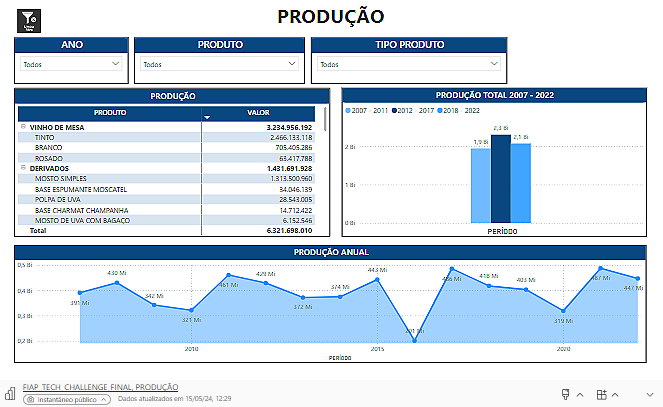 PRODUÇÃO
ANO
PRODUTO
TIPO PRODUTO
Todos
Todos
Todos
PRODUÇÃO
PRODUTO VALOR
VINHO DE MESA 3.234.956.192
TINTO 2.466.133.118
BRANCO 705.405.286
ROSADO 63.417.788
DERIVADOS 1.431.691.928
MOSTO SIMPLES 1.313.500.960
BASE ESPUMANTE MOSCATEL 34.046.139
POLPA DE UVA 28.543.005
BASE CHARMAT CHAMPANHA 14.712.422
MOSTO DE UVA COM BAGAÇO 6.152.546
Total 6.321.698.010
PRODUÇÃO TOTAL 2007 - 2022
2007 - 2011 2012 - 2017 2018 - 2022
2 Bi
1 Bi
0 Bi
1,9 Bi
2,3 Bi
2,1 Bi
PERÍODO
PRODUÇÃO ANUAL
0,5 Bi
0,4 Bi
0,3 Bi
0,2 Bi
391 Mi
430 Mi
342 Mi
321 Mi
461 Mi
429 Mi
372 Mi
374 Mi
443 Mi
201 Mi
486 Mi
418 Mi
403 Mi
319 Mi
487 Mi
447 Mi
2010
2015
2020
PERÍODO
FIAP_TECH_CHALLENGE_FINAL, PRODUÇÃO
Instantâneo público
Dados atualizados em 15/05/24, 12:29